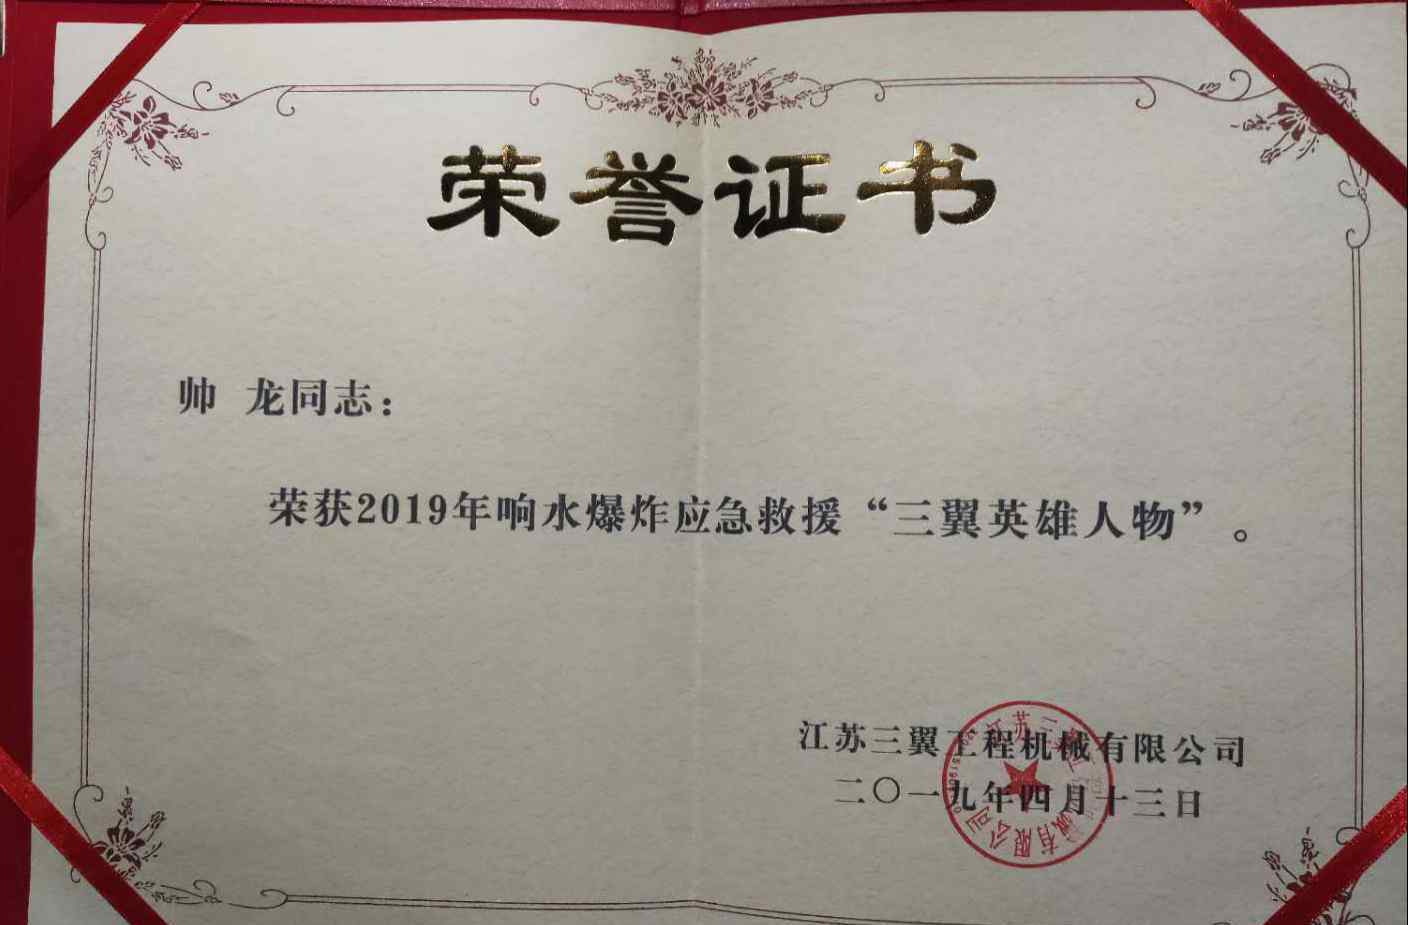 荣誉证书
帅 龙同志：
荣获2019年响水爆炸应急救援“三翼英雄人物”。
江苏三翼工程机械有限公司
二〇一九年四月十三日